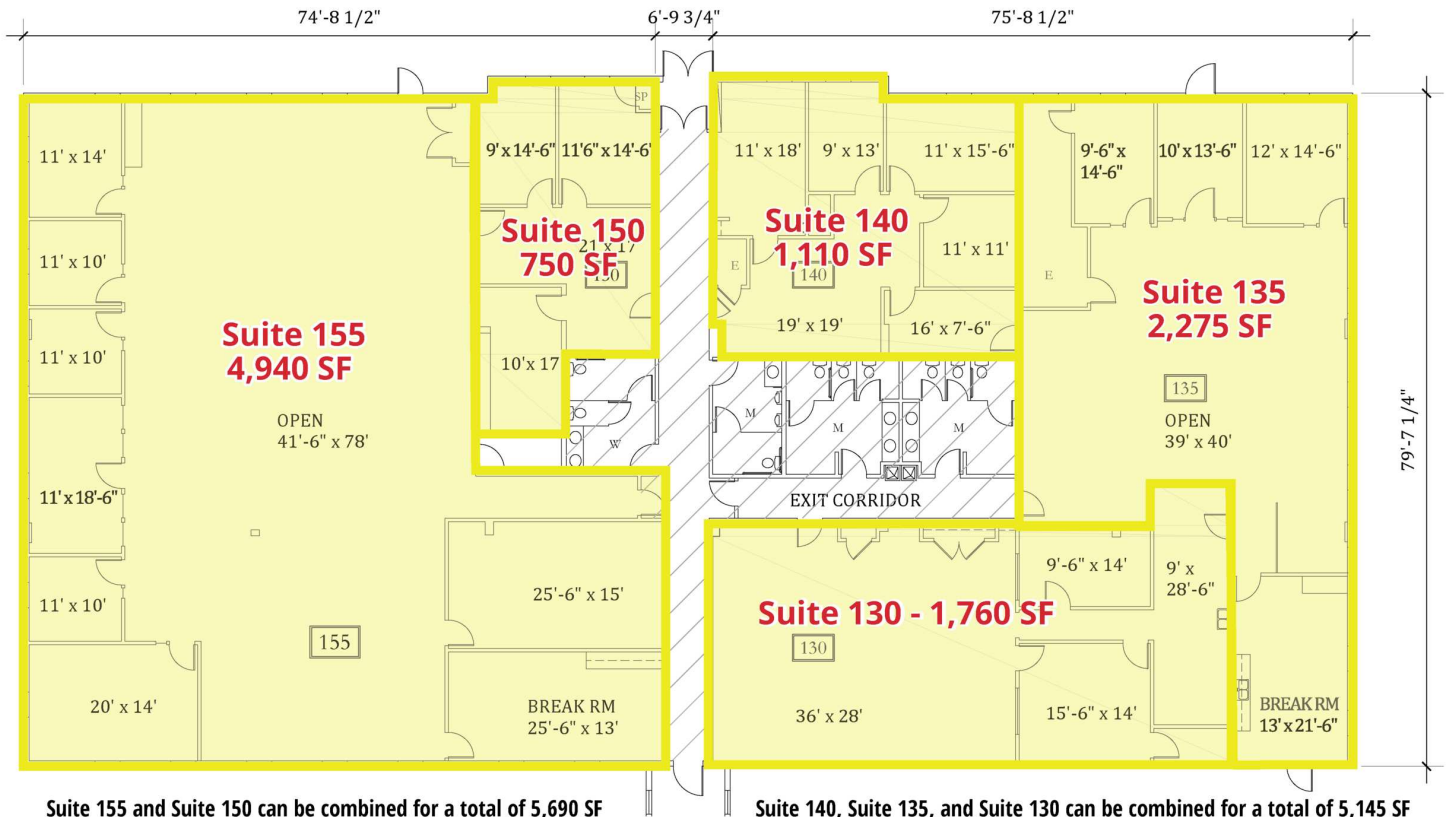 74'-8 1/2"
6'-9 3/4"
75'-8 1/2"
79'-7 1/4"
11' x 14'
11' x 10'
11' x 10'
11' x 18'-6"
11' x 10'
20' x 14'
Suite 155
4,940 SF
OPEN
41'-6" x 78'
155
25'-6" x 15'
BREAK RM
25'-6" x 13'
SP
9' x 14'-6"
11'6" x 14'-6'
Suite 150
750 SF
21 x 17
10' x 17
W
11' x 18'
9' x 13'
11' x 15'-6"
Suite 140
1,110 SF
E
140
11' x 11'
19' x 19'
16' x 7'-6"
M
M
M
EXIT CORRIDOR
9'-6" x
14'-6"
10' x 13'-6"
12' x 14'-6"
E
Suite 135
2,275 SF
135
OPEN
39' x 40'
BREAK RM
13' x 21'-6"
9'-6" x 14'
9' x
28'-6"
Suite 130 - 1,760 SF
130
36' x 28'
15'-6" x 14'
Suite 155 and Suite 150 can be combined for a total of 5,690 SF
Suite 140, Suite 135, and Suite 130 can be combined for a total of 5,145 SF